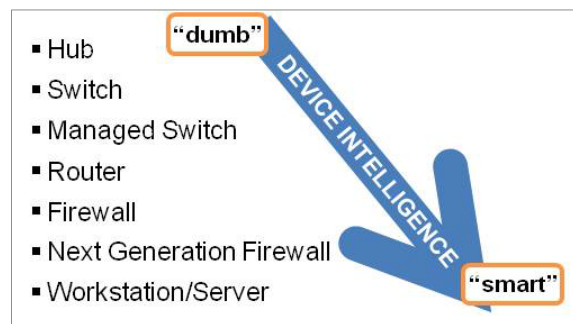 “dumb”
▪ Hub
▪ Switch
▪ Managed Switch
▪ Router
▪ Firewall
▪ Next Generation Firewall
▪ Workstation/Server
DEVICE INTELLIGENCE
“smart”